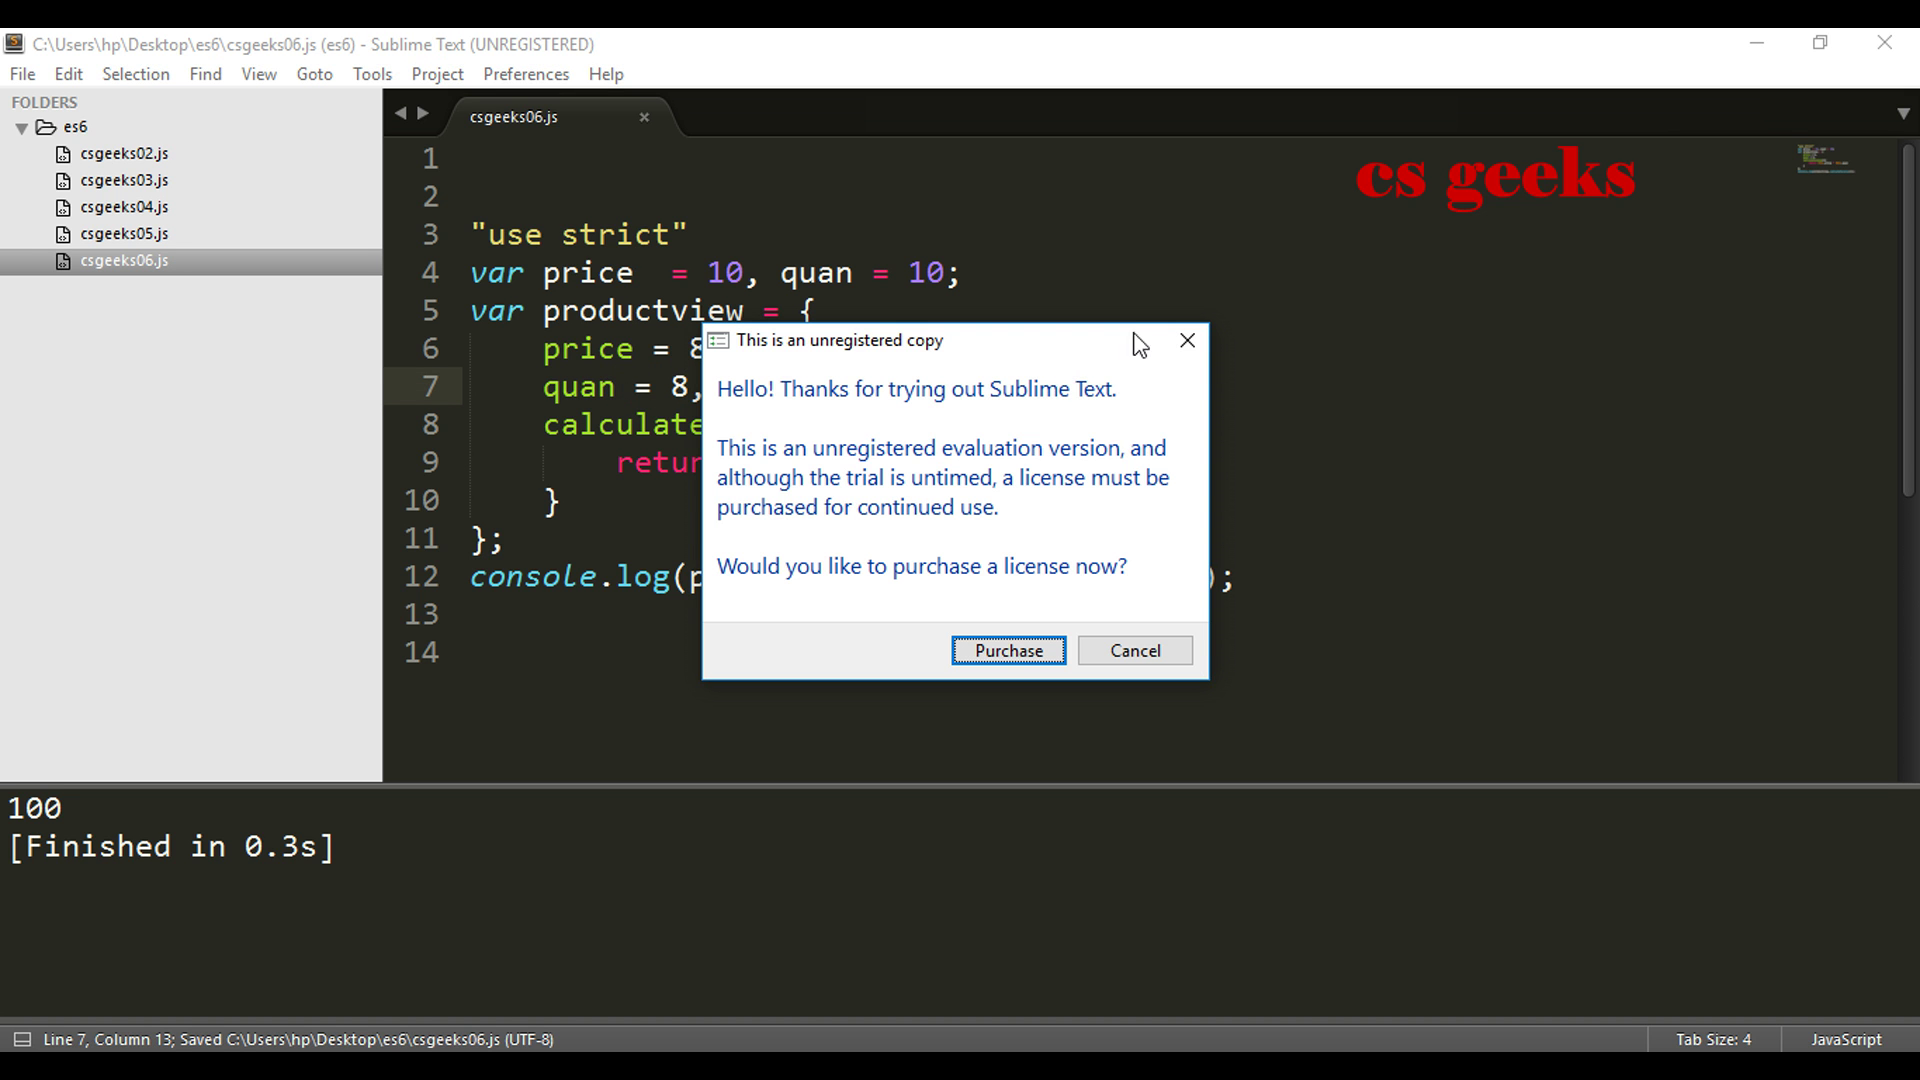 C:\Users\hp\Desktop\es6\csgeeks06.js (es6) - Sublime Text (UNREGISTERED)
File Edit Selection Find View Goto Tools Project Preferences Help
FOLDERS
es6
csgeeks02.js
csgeeks03.js
csgeeks04.js
csgeeks05.js
csgeeks06.js
csgeeks06.js
cs geeks
1
2
3 "use strict"
4 var price  = 10, quan = 10;
5 var productview = {
6 price = 8
7 quan = 8,
8 calculate
9 retur
10 }
11 };
12 console.log(p );
13
14
This is an unregistered copy
Hello! Thanks for trying out Sublime Text.
This is an unregistered evaluation version, and
although the trial is untimed, a license must be
purchased for continued use.
Would you like to purchase a license now?
Purchase Cancel
100
[Finished in 0.3s]
Line 7, Column 13; Saved C:\Users\hp\Desktop\es6\csgeeks06.js (UTF-8) Tab Size: 4 JavaScript